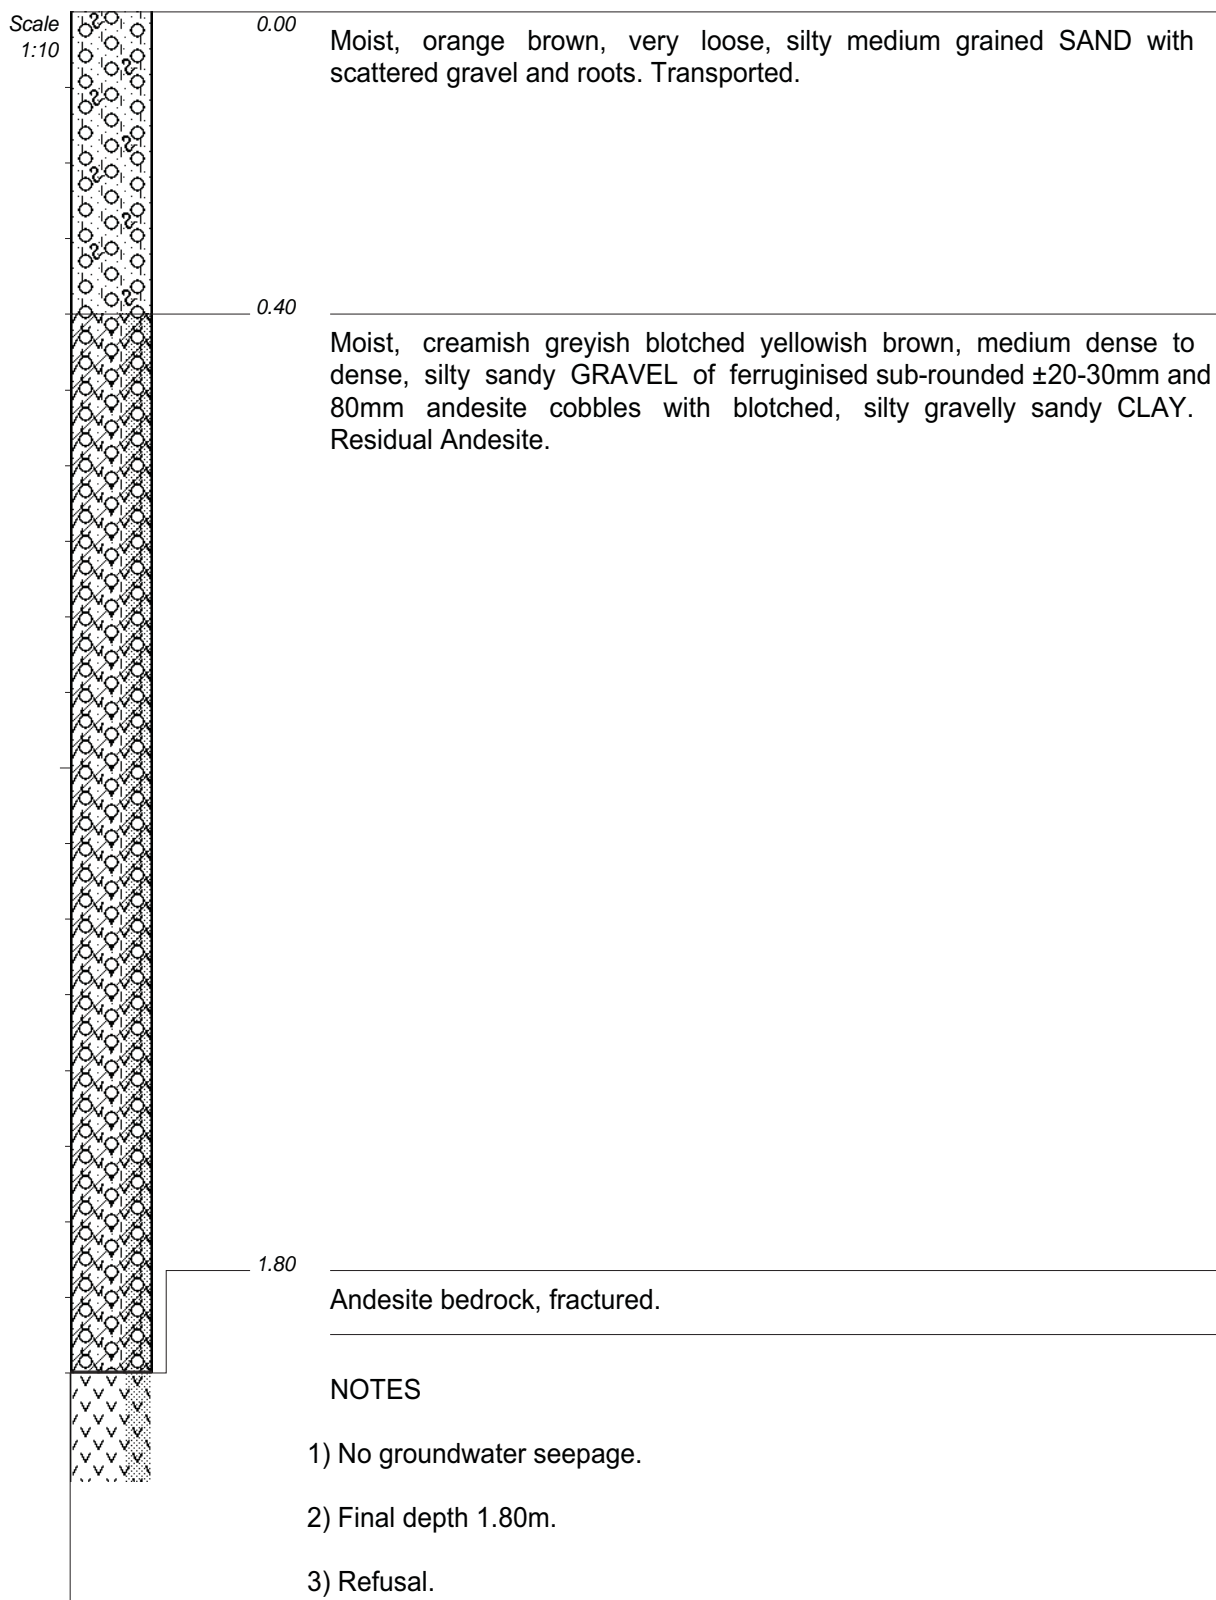 Scale
1:10
0.00
Moist, orange brown, very loose, silty medium grained SAND with
scattered gravel and roots. Transported.
0.40
Moist, creamish greyish blotched yellowish brown, medium dense to
dense, silty sandy GRAVEL of ferruginised sub-rounded ±20-30mm and
80mm andesite cobbles with blotched, silty gravelly sandy CLAY.
Residual Andesite.
1.80
Andesite bedrock, fractured.
NOTES
1) No groundwater seepage.
2) Final depth 1.80m.
3) Refusal.